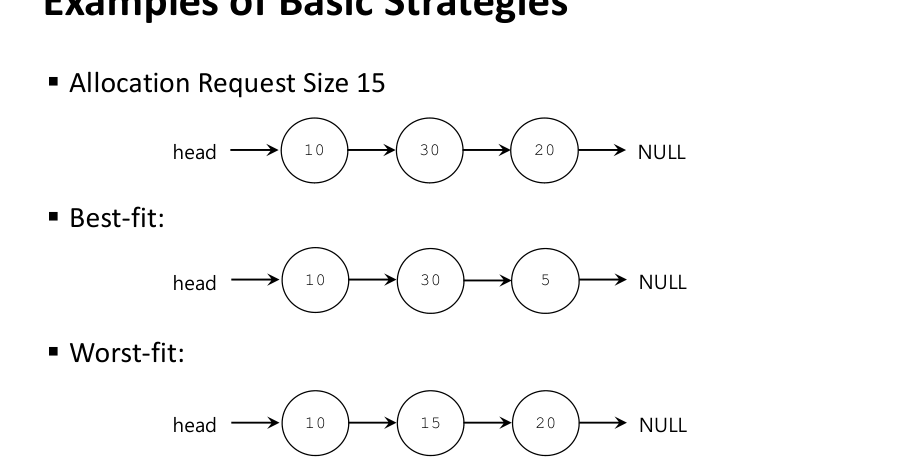 Examples of Basic Strategies
▪ Allocation Request Size 15
head 10 30 20 NULL
▪ Best-fit:
head 10 30 5 NULL
▪ Worst-fit:
head 10 15 20 NULL